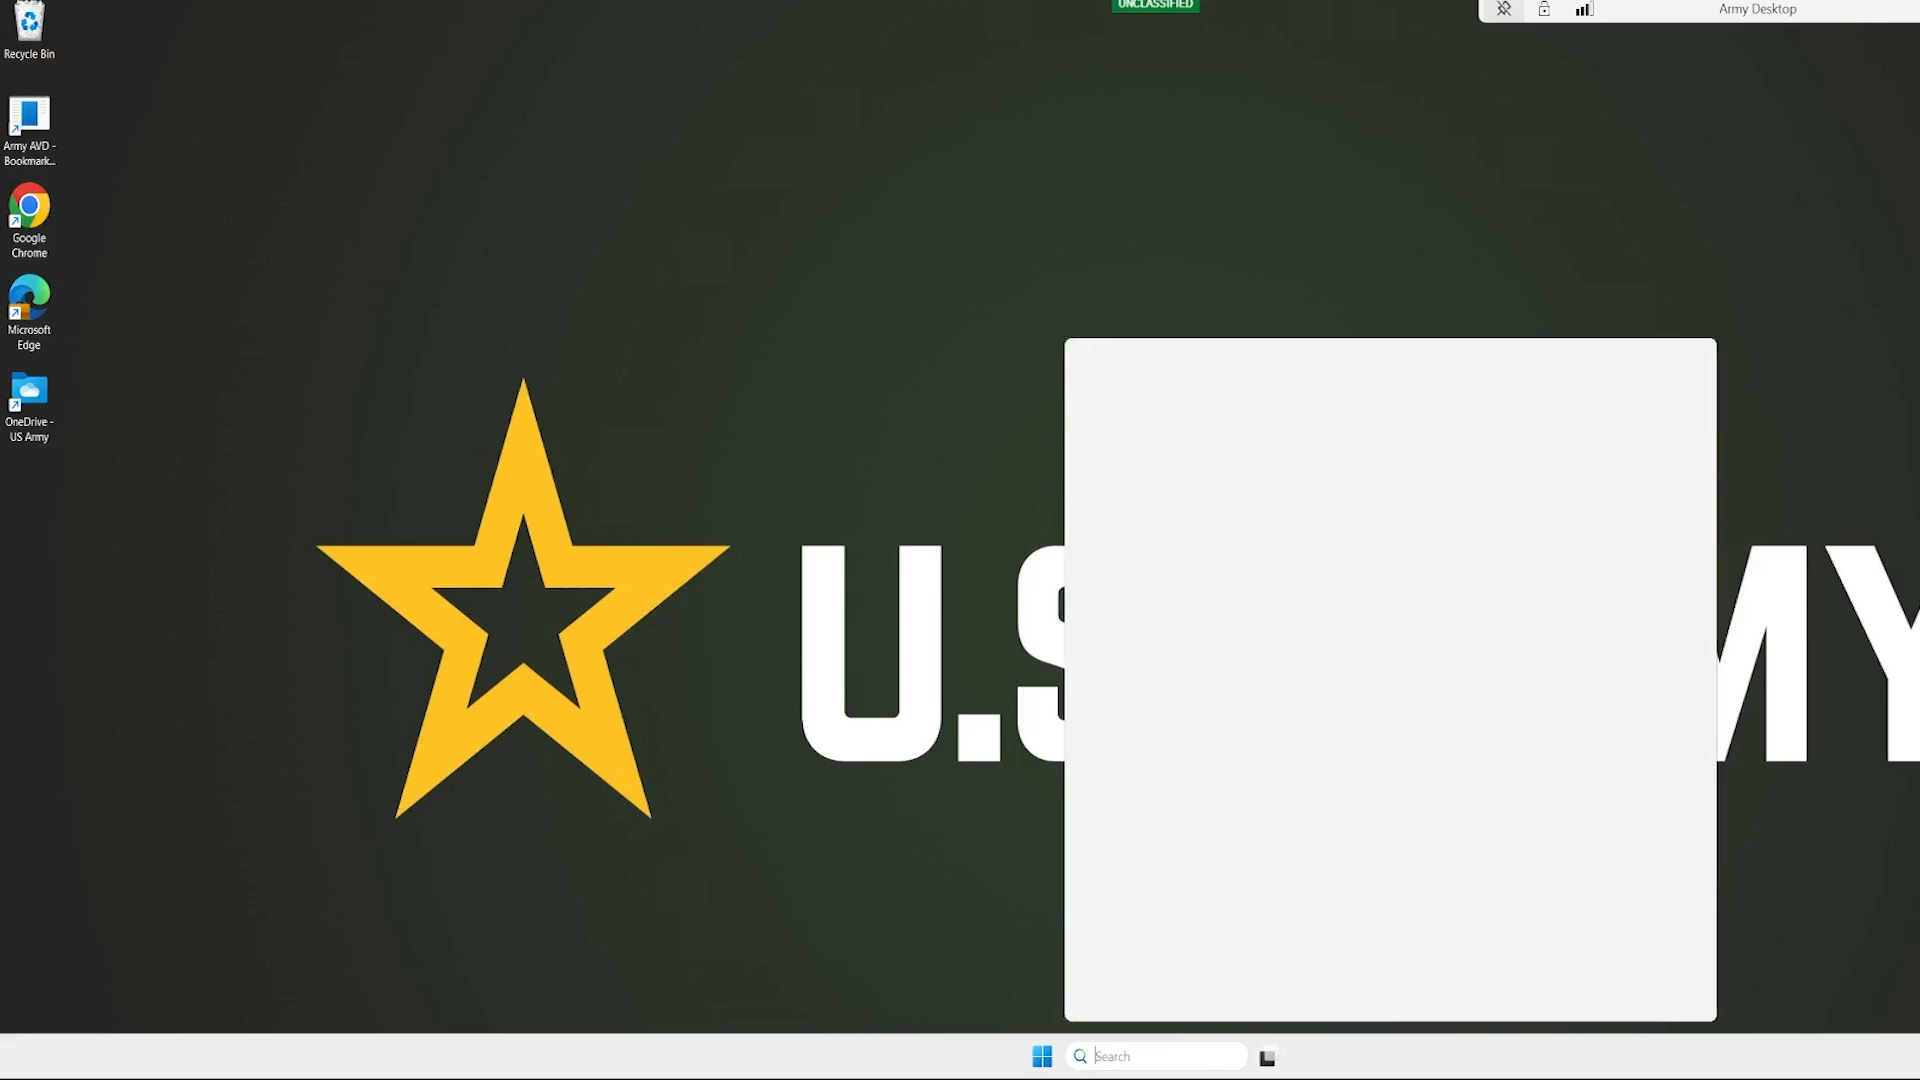 UNCLASSIFIED
Army Desktop
Recycle Bin
Army AVD -
Bookmark...
Google
Chrome
Microsoft
Edge
OneDrive -
US Army
U.S
MY
Search